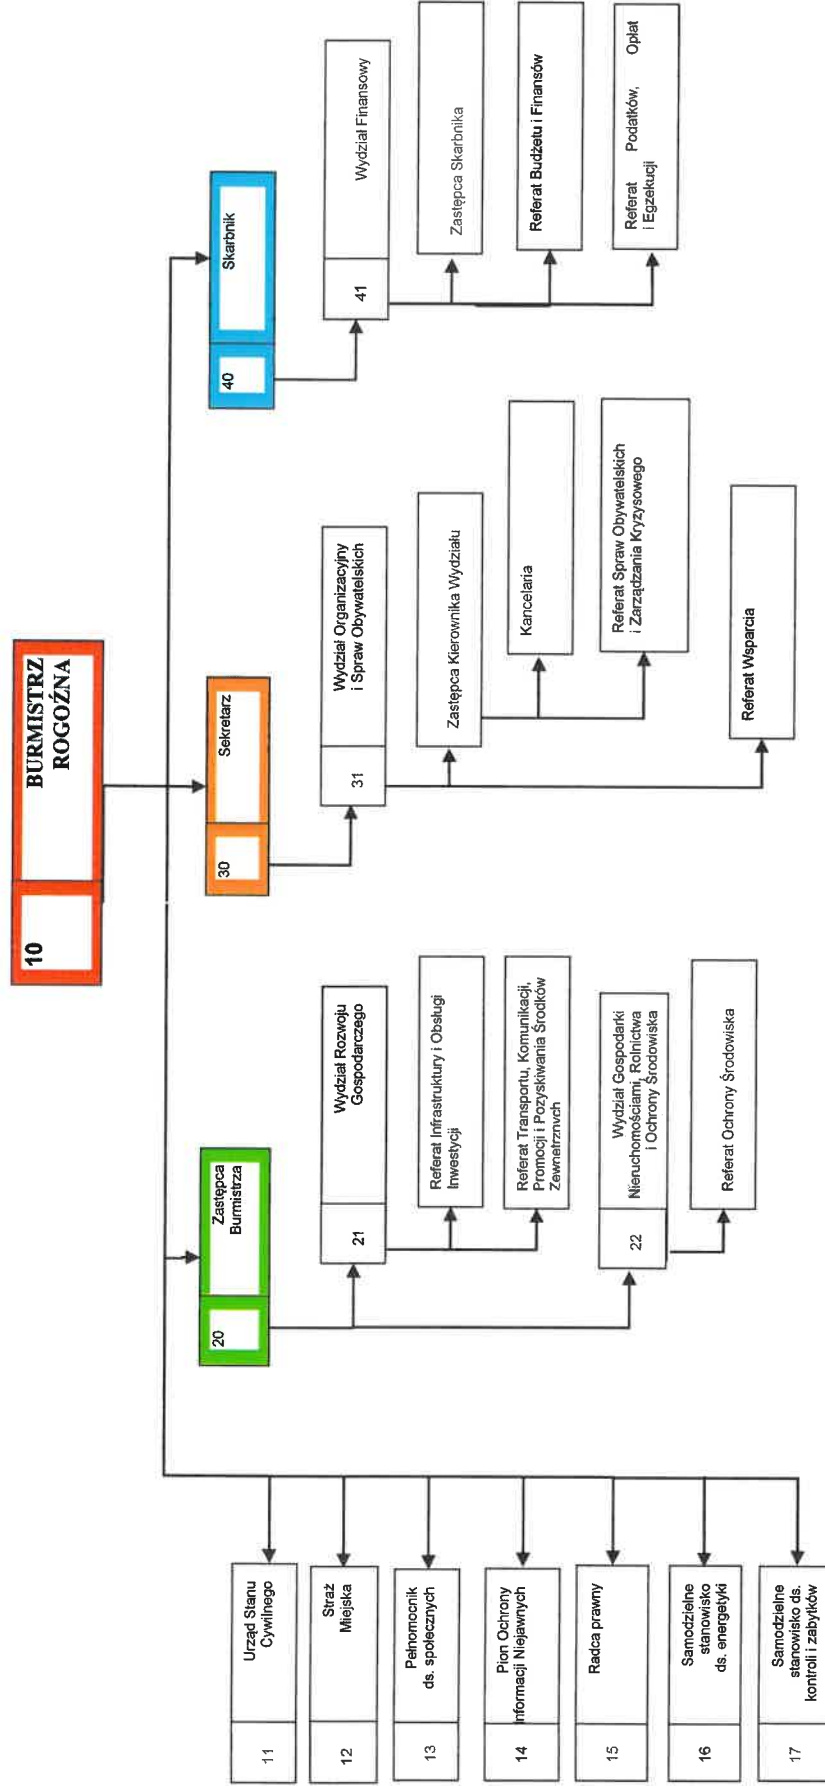 10
BURMISTRZ
ROGOŹNA
20
Zastępca
Burmistrza
30
Sekretarz
40
Skarbnik
11
Urząd Stanu
Cywilnego
12
Straż
Miejska
13
Pełnomocnik
ds. społecznych
14
Pion Ochrony
Informacji Niejawnych
15
Radca prawny
16
Samodzielne
stanowisko
ds. energetyki
17
Samodzielne
stanowisko ds.
kontroli i zabytków
21
Wydział Rozwoju
Gospodarczego
Referat Infrastruktury i Obsługi
Inwestycji
Referat Transportu, Komunikacji,
Promocji i Pozyskiwania Środków
Zewnetrznych
22
Wydział Gospodarki
Nieruchomościami, Rolnictwa
i Ochrony Środowiska
Referat Ochrony Środowiska
31
Wydział Organizacyjny
i Spraw Obywatelskich
Zastępca Kierownika Wydziału
Kancelaria
Referat Spraw Obywatelskich
i Zarządzania Kryzysowego
Referat Wsparcia
41
Wydział Finansowy
Zastępca Skarbnika
Referat Budżetu i Finansów
Referat Podatków, Opłat
i Egzekucji